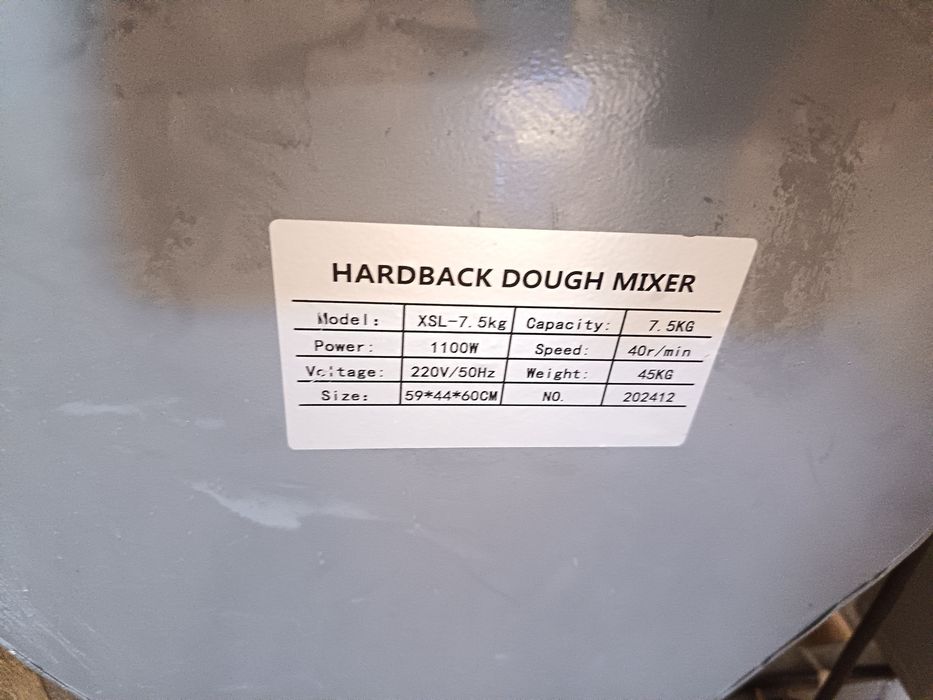 HARDBACK DOUGH MIXER
Model: XSL-7.5kg Capacity: 7.5KG
Power: 1100W Speed: 40r/min
Voltage: 220V/50Hz Weight: 45KG
Size: 59*44*60CM NO. 202412